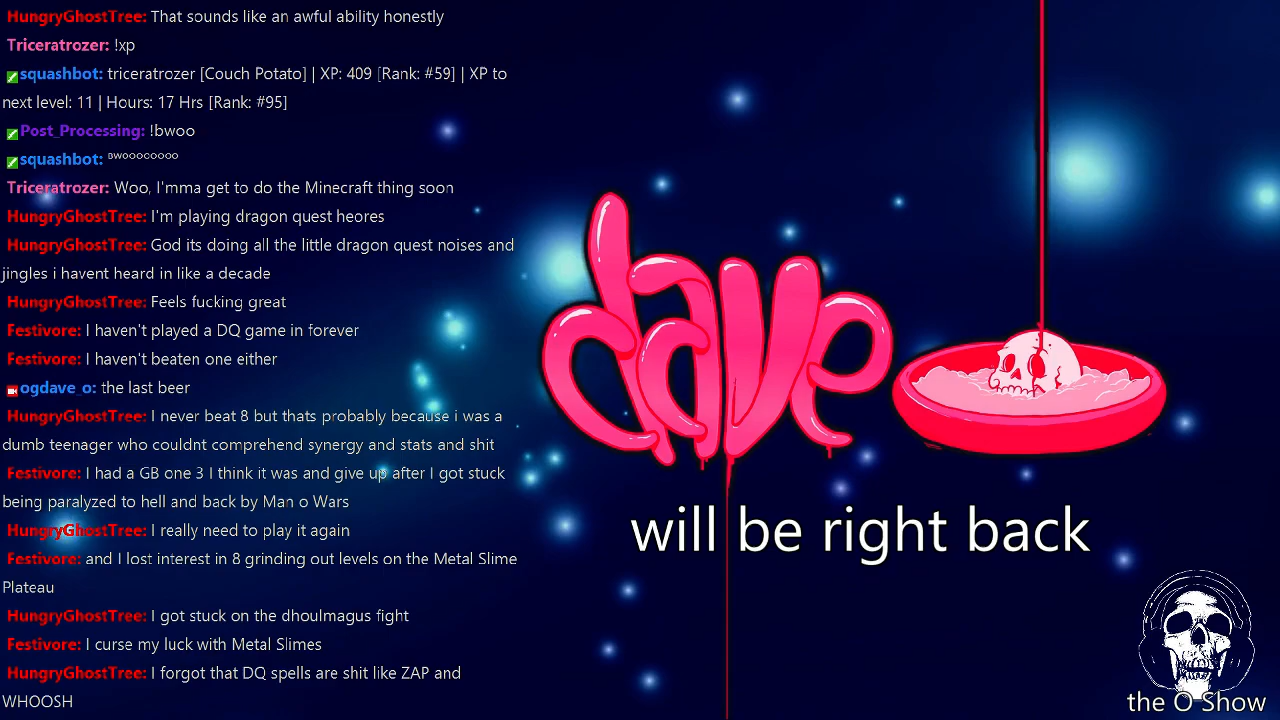 HungryGhostTree: That sounds like an awful ability honestly
Triceratrozer: !xp
squashbot: triceratrozer [Couch Potato] | XP: 409 [Rank: #59] | XP to
next level: 11 | Hours: 17 Hrs [Rank: #95]
Post_Processing: !bwoo
squashbot: ᴮᵂᴼᴼᴼᴼᴼᴼᴼᴼ
Triceratrozer: Woo, I'mma get to do the Minecraft thing soon
HungryGhostTree: I'm playing dragon quest heores
HungryGhostTree: God its doing all the little dragon quest noises and
jingles i havent heard in like a decade
HungryGhostTree: Feels fucking great
Festivore: I haven't played a DQ game in forever
Festivore: I haven't beaten one either
ogdave_o: the last beer
HungryGhostTree: I never beat 8 but thats probably because i was a
dumb teenager who couldnt comprehend synergy and stats and shit
Festivore: I had a GB one 3 I think it was and give up after I got stuck
being paralyzed to hell and back by Man o Wars
HungryGhostTree: I really need to play it again
Festivore: and I lost interest in 8 grinding out levels on the Metal Slime
Plateau
HungryGhostTree: I got stuck on the dhoulmagus fight
Festivore: I curse my luck with Metal Slimes
HungryGhostTree: I forgot that DQ spells are shit like ZAP and
WHOOSH
dave
will be right back
the O Show